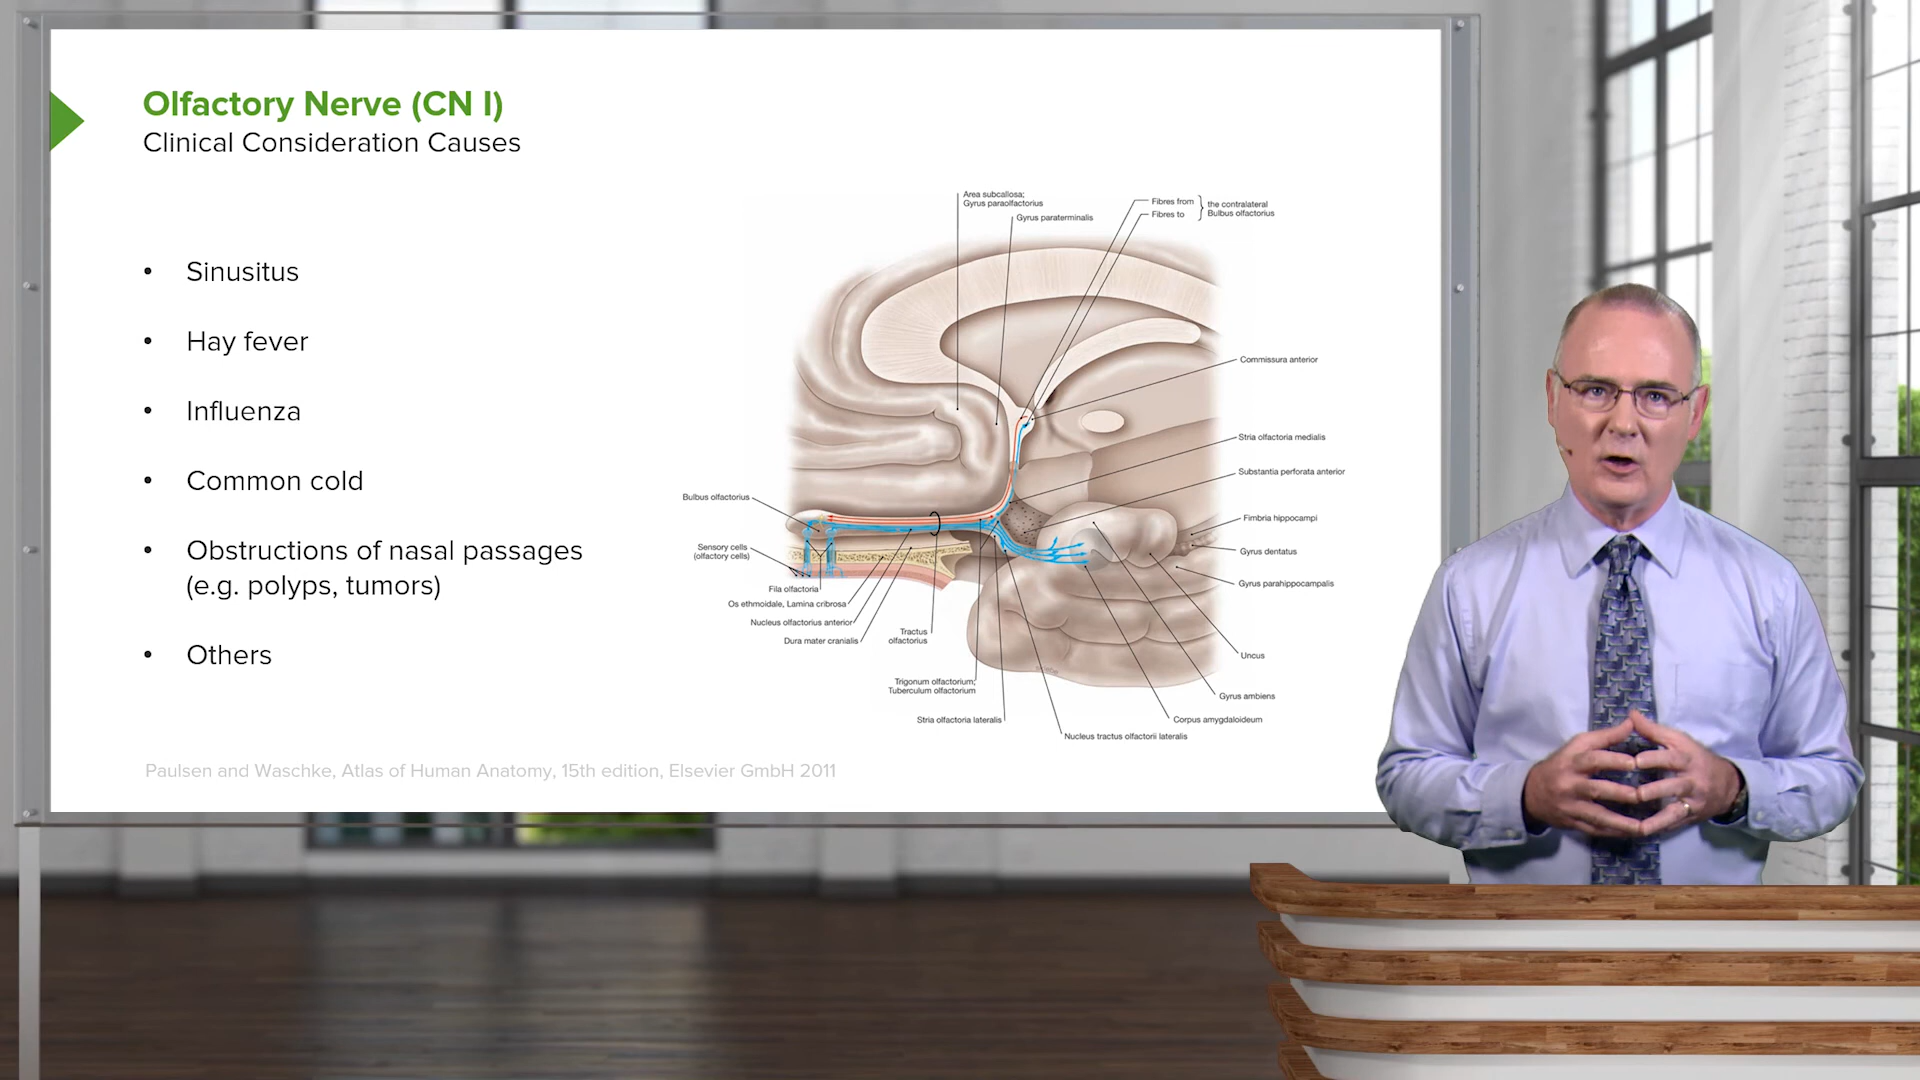 Olfactory Nerve (CN I)
Clinical Consideration Causes
• Sinusitus
• Hay fever
• Influenza
• Common cold
• Obstructions of nasal passages
(e.g. polyps, tumors)
• Others
Area subcallosa;
Gyrus paraolfactorius
Gyrus paraterminalis
Fibres from
Fibres to
the contralateral
Bulbus olfactorius
Commissura anterior
Stria olfactoria medialis
Substantia perforata anterior
Fimbria hippocampi
Gyrus dentatus
Gyrus parahippocampalis
Uncus
Gyrus ambiens
Corpus amygdaloideum
Nucleus tractus olfactorii lateralis
Bulbus olfactorius
Sensory cells
(olfactory cells)
Fila olfactoria
Os ethmoidale, Lamina cribrosa
Nucleus olfactorius anterior
Dura mater cranialis
Tractus
olfactorius
Trigonum olfactorium;
Tuberculum olfactorium
Stria olfactoria lateralis
Paulsen and Waschke, Atlas of Human Anatomy, 15th edition, Elsevier GmbH 2011